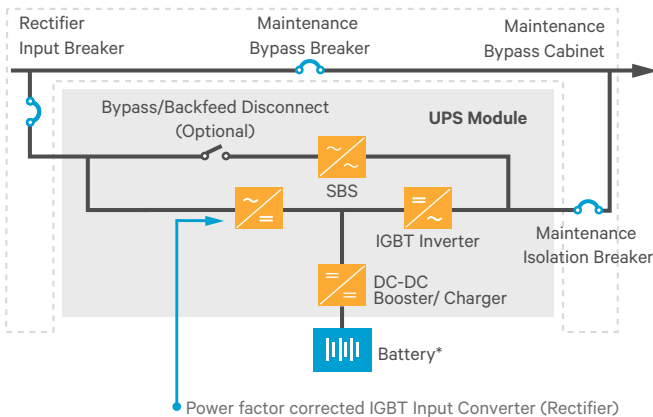 Rectifier
Input Breaker
Maintenance
Bypass Breaker
Maintenance
Bypass Cabinet
Bypass/Backfeed Disconnect
(Optional)
UPS Module
SBS
IGBT Inverter
Maintenance
Isolation Breaker
DC-DC
Booster/ Charger
Battery*
Power factor corrected IGBT Input Converter (Rectifier)